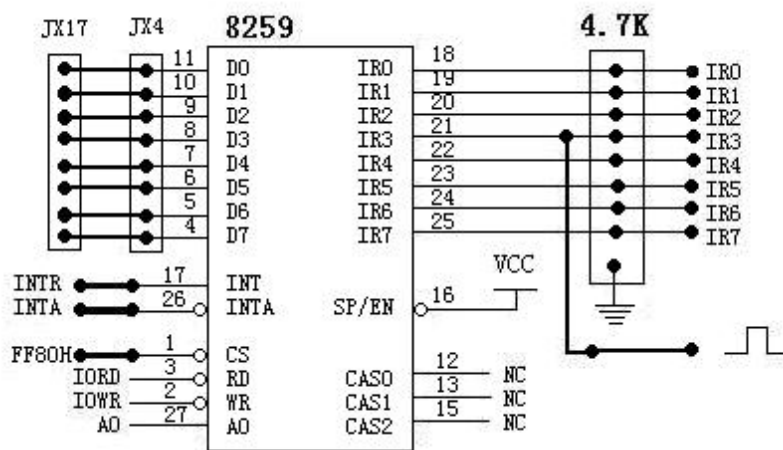 JX17 JX4 8259 4.7K
11 D0 IR0 18 IR0
10 D1 IR1 19 IR1
9 D2 IR2 20 IR2
8 D3 IR3 21 IR3
7 D4 IR4 22 IR4
6 D5 IR5 23 IR5
5 D6 IR6 24 IR6
4 D7 IR7 25 IR7
VCC
INTR 17 INT
INTA 26 INTA SP/EN 16
FF80H 1 CS
IORD 3 RD CAS0 12 NC
IOWR 2 WR CAS1 13 NC
A0 27 A0 CAS2 15 NC